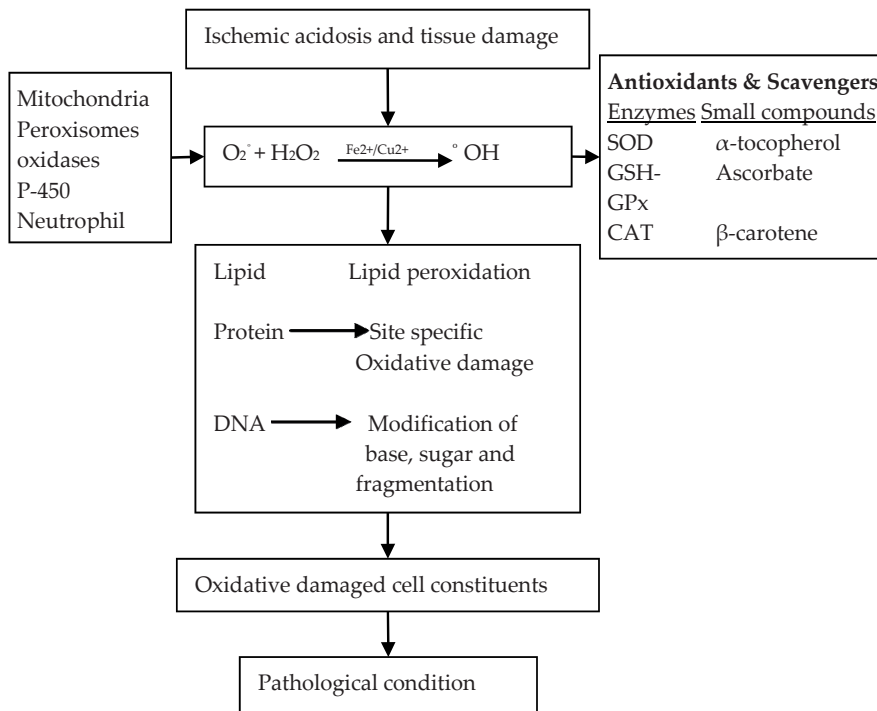 Ischemic acidosis and tissue damage
Mitochondria
Peroxisomes
oxidases
P-450
Neutrophil
O₂˚ + H₂O₂ Fe2+/Cu2+ ° OH
Antioxidants & Scavengers
Enzymes Small compounds
SOD α-tocopherol
GSH- Ascorbate
GPx
CAT β-carotene
Lipid Lipid peroxidation
Protein Site specific
Oxidative damage
DNA Modification of
base, sugar and
fragmentation
Oxidative damaged cell constituents
Pathological condition